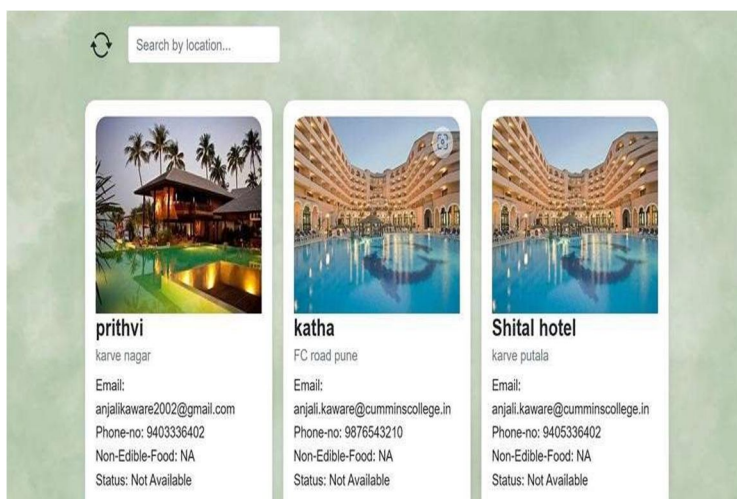 Search by location...
prithvi
karve nagar
Email:
anjalikaware2002@gmail.com
Phone-no: 9403336402
Non-Edible-Food: NA
Status: Not Available
katha
FC road pune
Email:
anjali.kaware@cumminscollege.in
Phone-no: 9876543210
Non-Edible-Food: NA
Status: Not Available
Shital hotel
karve putala
Email:
anjali.kaware@cumminscollege.in
Phone-no: 9405336402
Non-Edible-Food: NA
Status: Not Available